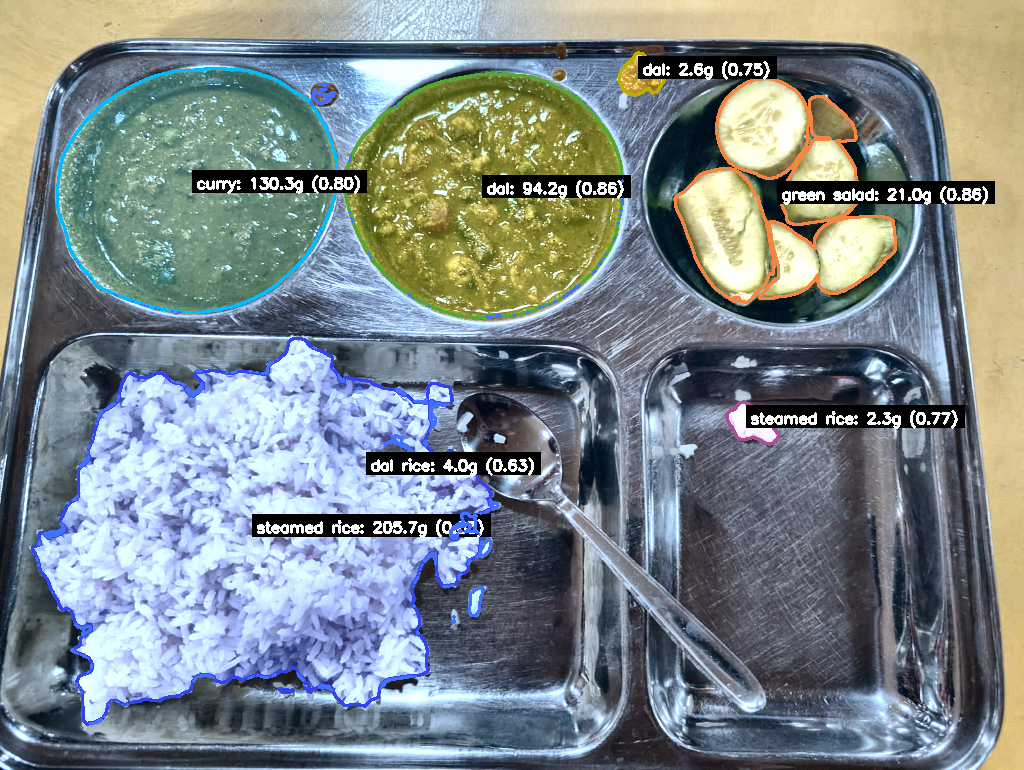 dal: 2.6g (0.75)
curry: 130.3g (0.80)
dal: 94.2g (0.86)
green salad: 21.0g (0.86)
steamed rice: 2.3g (0.77)
dal rice: 4.0g (0.63)
steamed rice: 205.7g